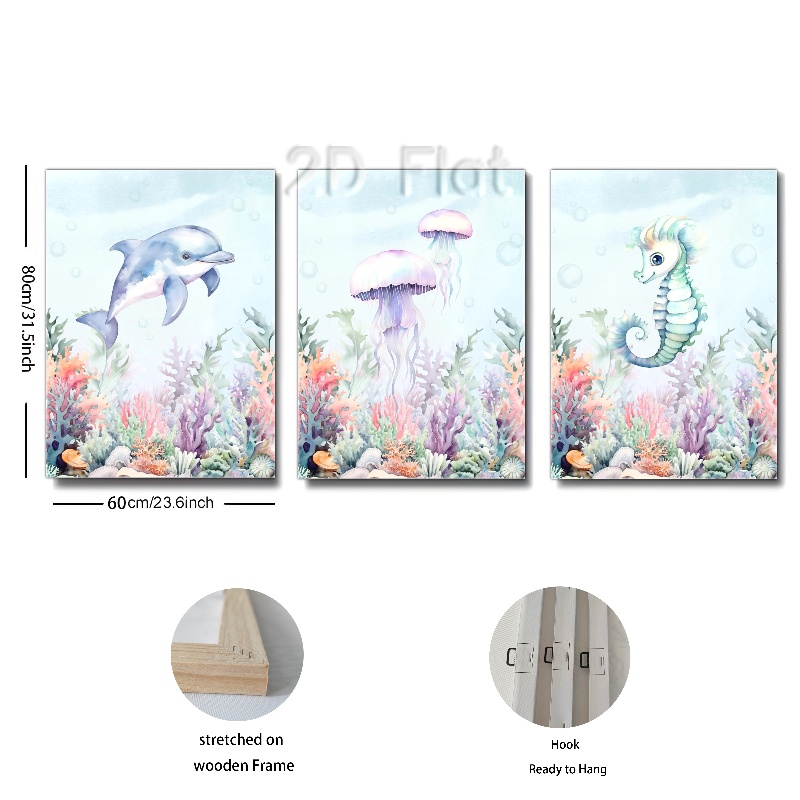 2D Flat
80cm/31.5inch
60cm/23.6inch
stretched on
wooden Frame
Hook
Ready to Hang